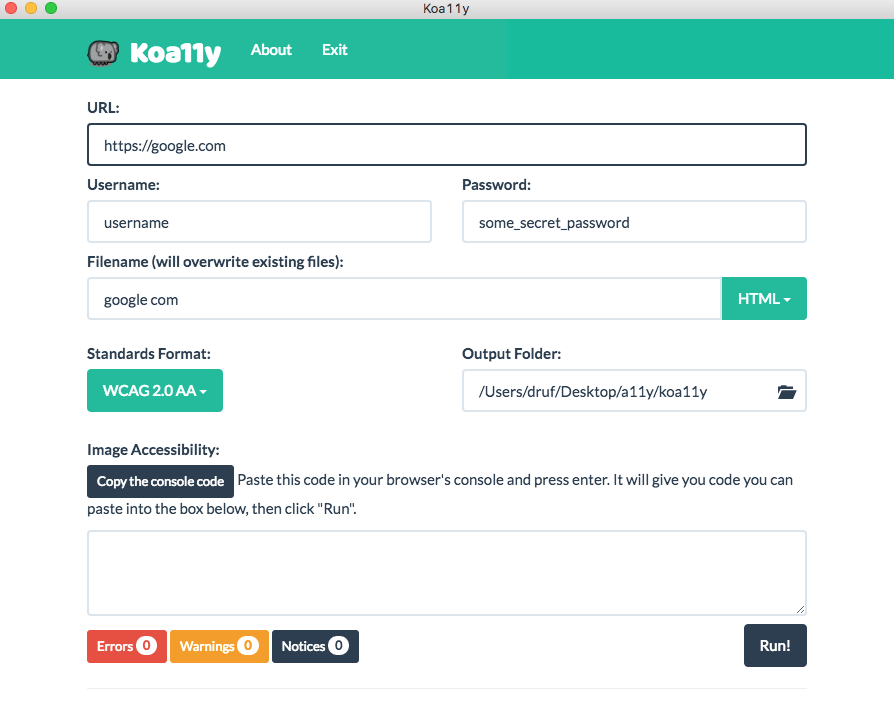 Koa11y
Koa11y About Exit
URL:
https://google.com
Username: Password:
username some_secret_password
Filename (will overwrite existing files):
google com HTML
Standards Format: Output Folder:
WCAG 2.0 AA /Users/druf/Desktop/a11y/koa11y
Image Accessibility:
Copy the console code Paste this code in your browser's console and press enter. It will give you code you can
paste into the box below, then click "Run".
Errors 0 Warnings 0 Notices 0 Run!